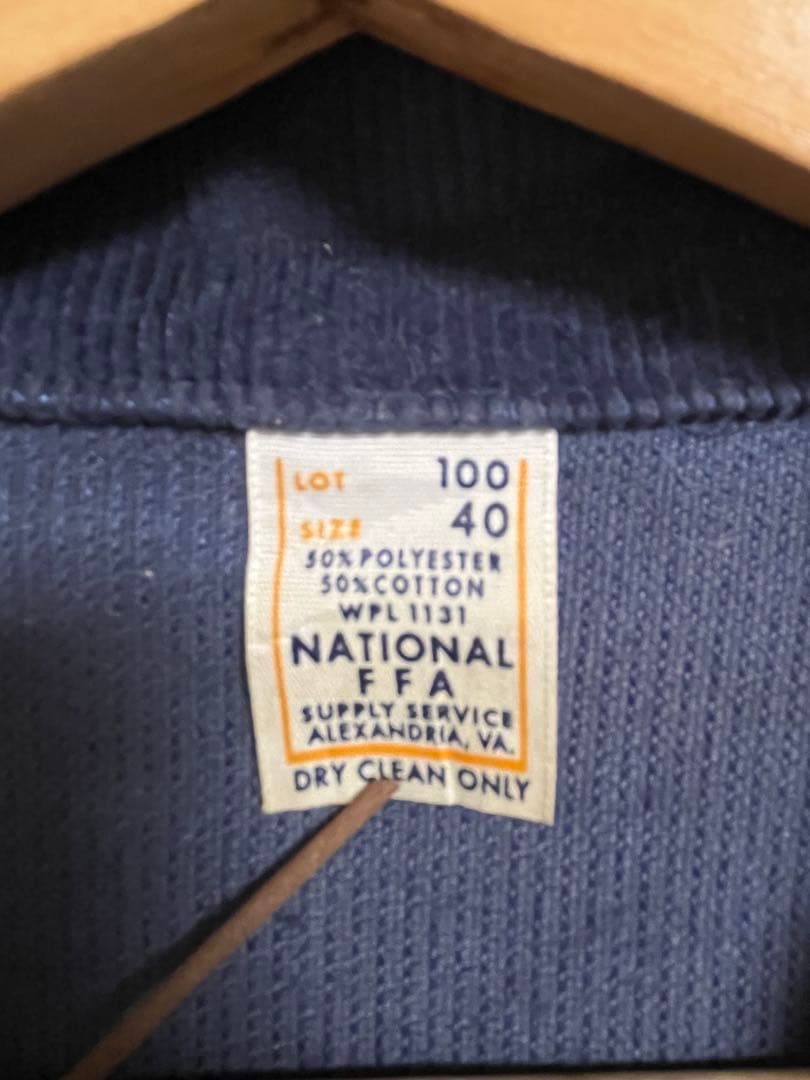 LOT 100
SIZE 40
50% POLYESTER
50% COTTON
WPL 1131
NATIONAL
FFA
SUPPLY SERVICE
ALEXANDRIA, VA.
DRY CLEAN ONLY